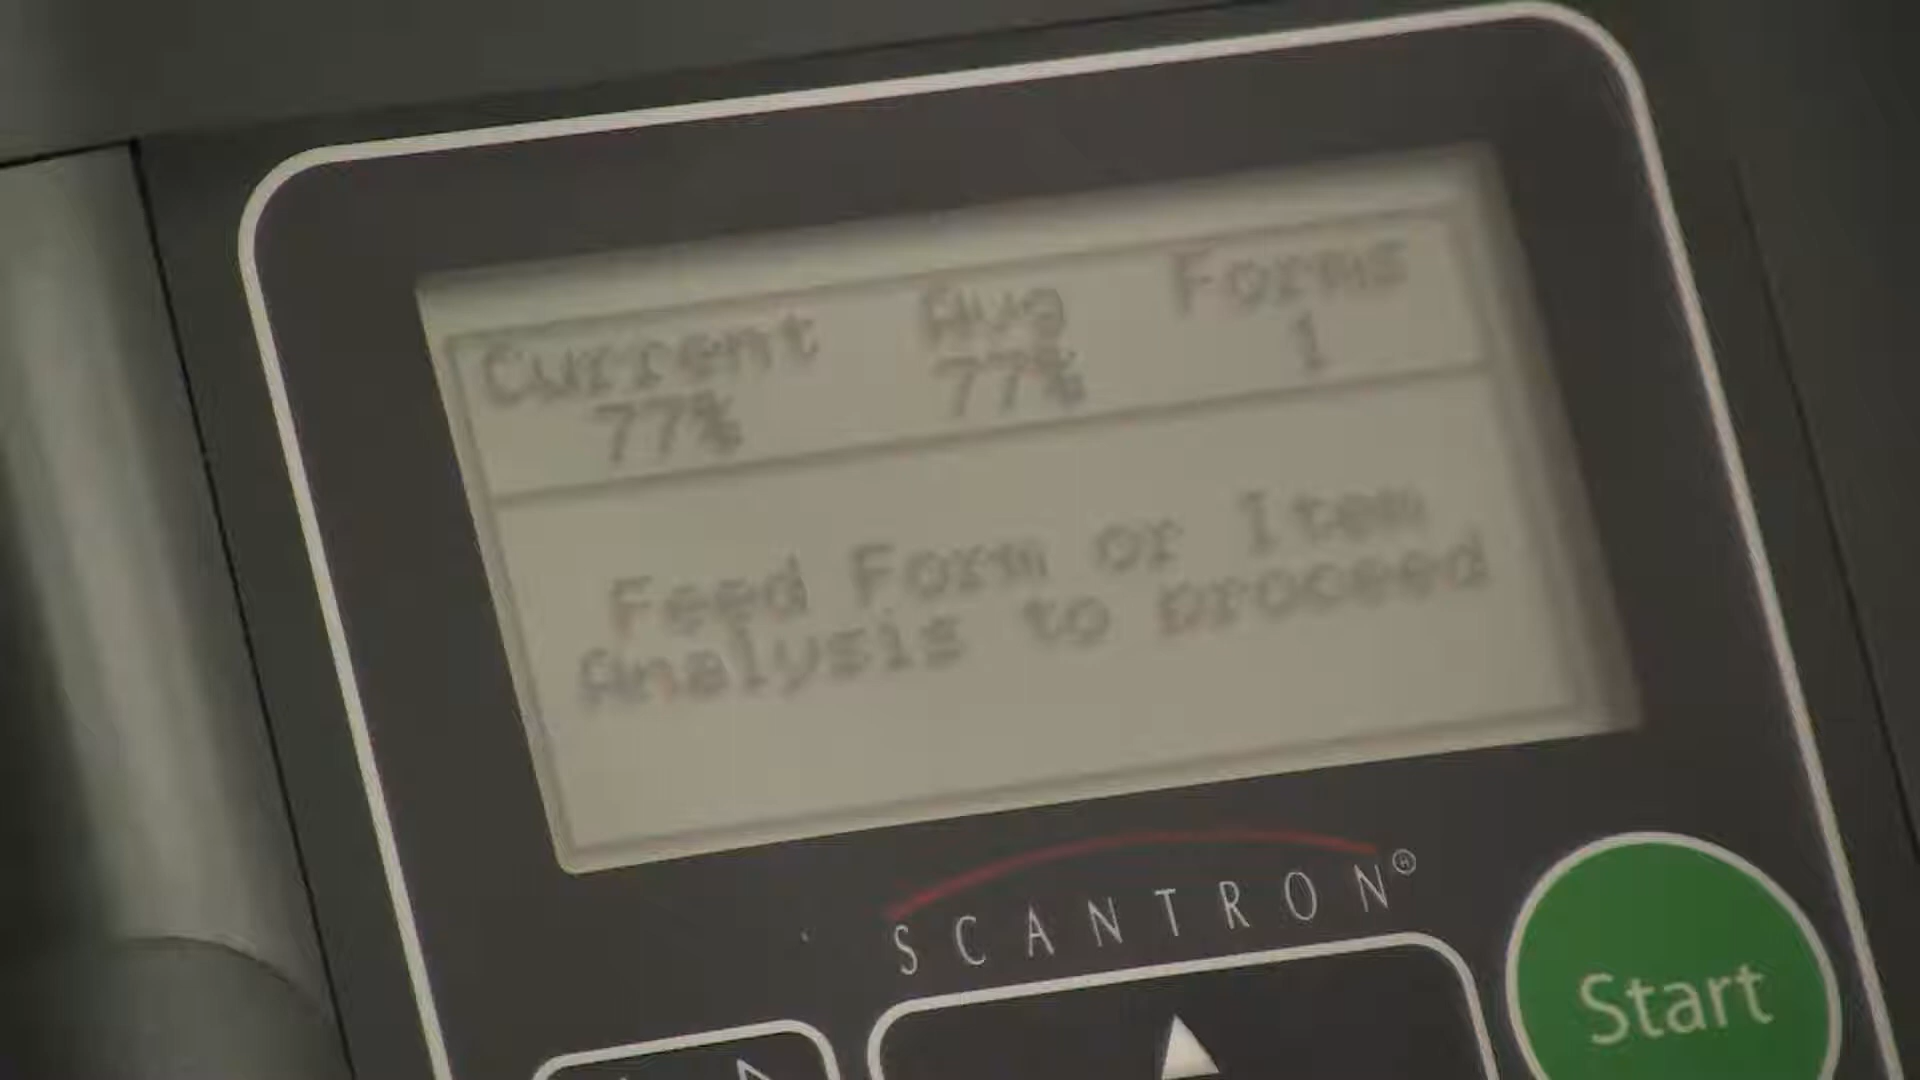 Current Avg Forms
77% 77% 1
Feed Form or Item
Analysis to proceed
SCANTRON®
Start